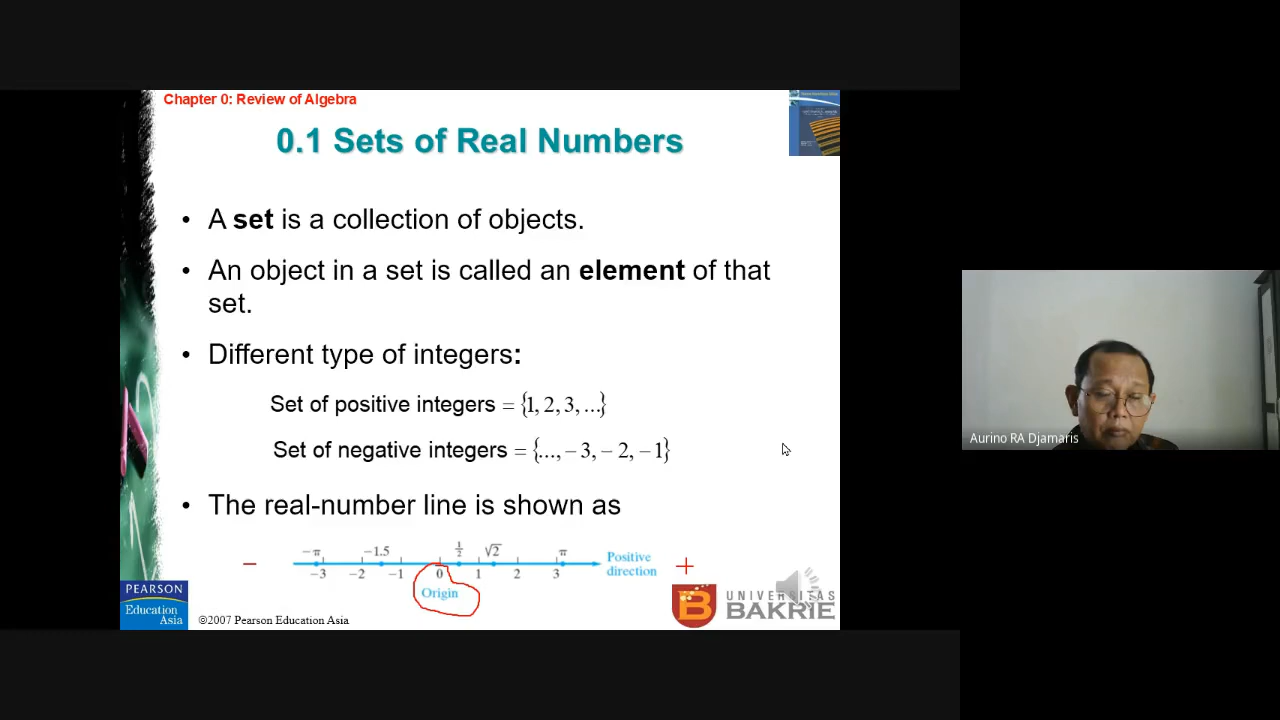 Chapter 0: Review of Algebra
0.1 Sets of Real Numbers
• A set is a collection of objects.
• An object in a set is called an element of that
set.
• Different type of integers:
Set of positive integers = {1, 2, 3, ...}
Set of negative integers = {..., − 3, − 2, − 1}
• The real-number line is shown as
−π −1.5 1/2 √2 π
− −3 −2 −1 0 1 2 3 Positive direction +
Origin
PEARSON
Education
Asia
©2007 Pearson Education Asia
UNIVERSITAS
BAKRIE
Aurino RA Djamaris